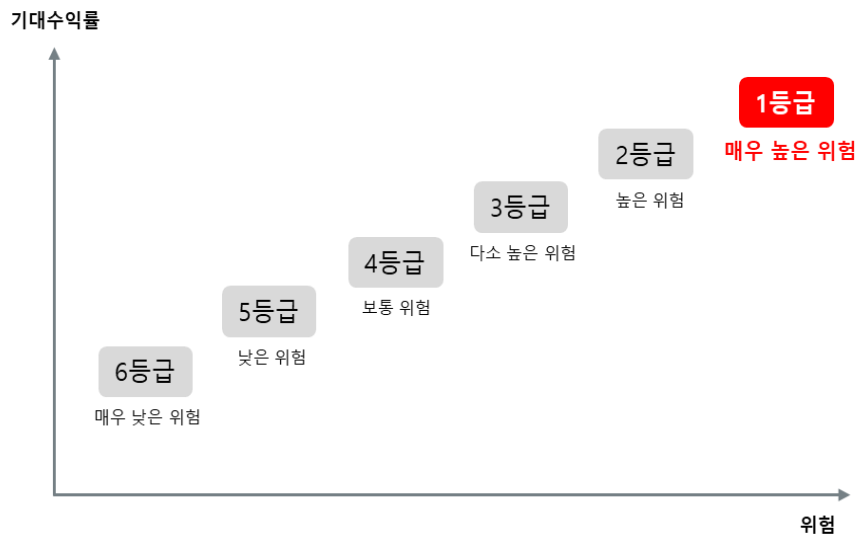 기대수익률
1등급
매우 높은 위험
2등급
높은 위험
3등급
다소 높은 위험
4등급
보통 위험
5등급
낮은 위험
6등급
매우 낮은 위험
위험